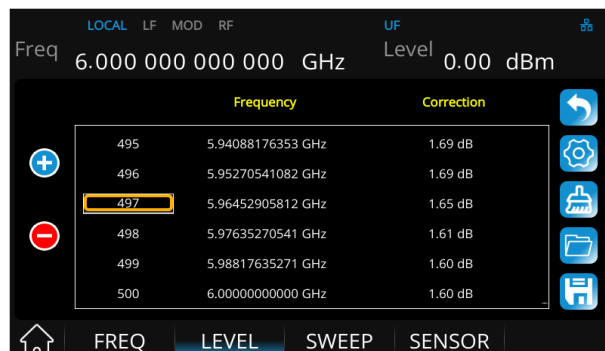 LOCAL LF MOD RF UF
Freq 6.000 000 000 000 GHz Level 0.00 dBm
Frequency Correction
495 5.94088176353 GHz 1.69 dB
496 5.95270541082 GHz 1.69 dB
497 5.96452905812 GHz 1.65 dB
498 5.97635270541 GHz 1.61 dB
499 5.98817635271 GHz 1.60 dB
500 6.00000000000 GHz 1.60 dB
FREQ LEVEL SWEEP SENSOR